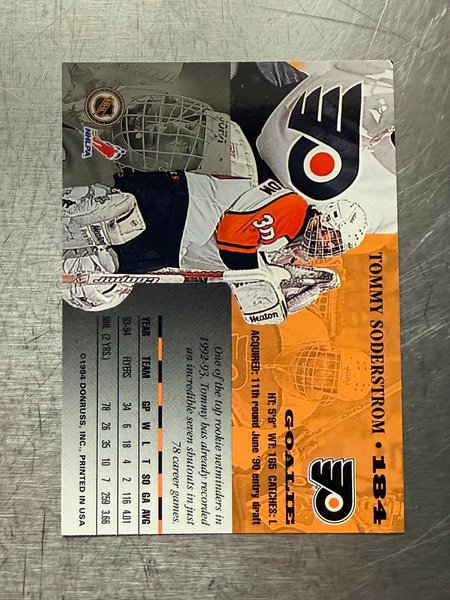 TOMMY SODERSTROM • 184
GOALIE
HT: 5'9" WT: 165 CATCHES: L
ACQUIRED: 11th round June '90 entry draft
One of the top rookie netminders in
1992-93, Tommy has already recorded
an incredible seven shutouts in just
78 career games.
YEAR TEAM GP W L T SO GA AVG
93-94 FLYERS 34 6 18 4 2 116 4.01
NHL (2 YRS.) 78 26 35 10 7 259 3.66
©1994 DONRUSS, INC., PRINTED IN USA
NHLPA
30
Heaton